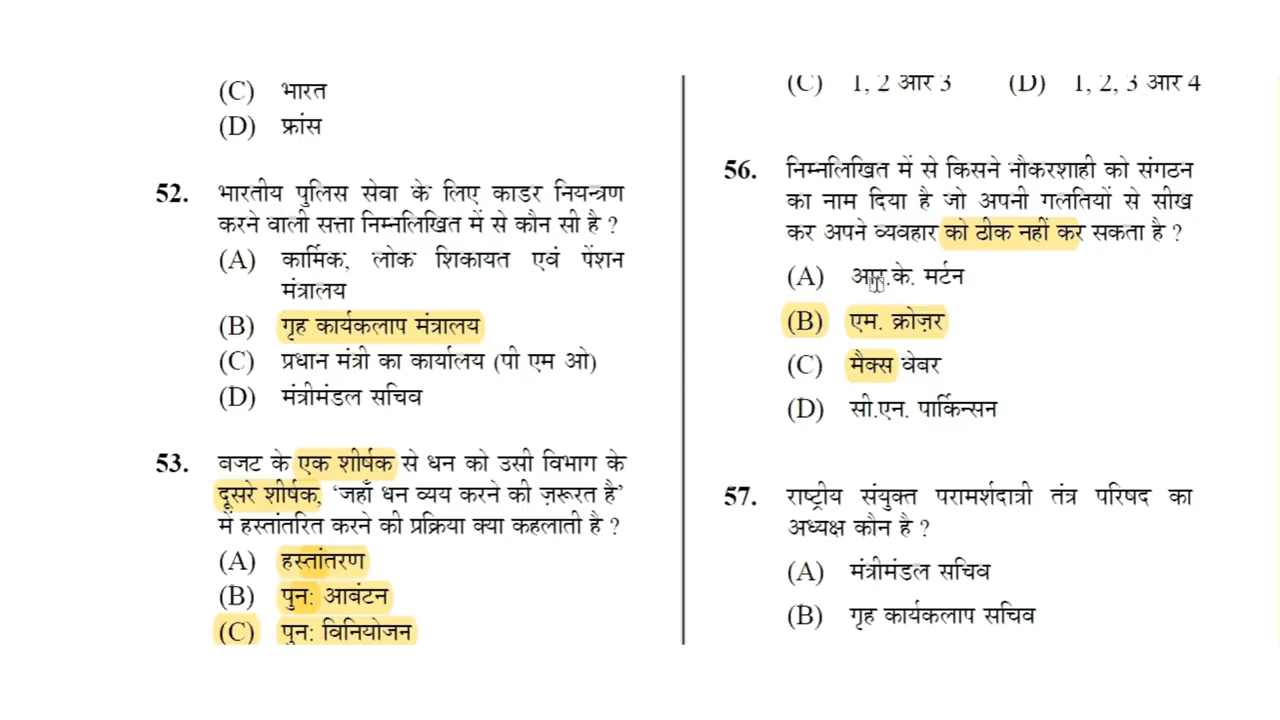 (C) भारत
(D) फ्रांस
52. भारतीय पुलिस सेवा के लिए काडर नियन्त्रण
करने वाली सत्ता निम्नलिखित में से कौन सी है ?
(A) कार्मिक, लोक शिकायत एवं पेंशन
मंत्रालय
(B) गृह कार्यकलाप मंत्रालय
(C) प्रधान मंत्री का कार्यालय (पी एम ओ)
(D) मंत्रीमंडल सचिव
53. बजट के एक शीर्षक से धन को उसी विभाग के
दूसरे शीर्षक, ‘जहाँ धन व्यय करने की ज़रूरत है’
में हस्तांतरित करने की प्रक्रिया क्या कहलाती है ?
(A) हस्तांतरण
(B) पुन: आबंटन
(C) पुन: विनियोजन
(C) 1, 2 और 3 (D) 1, 2, 3 और 4
56. निम्नलिखित में से किसने नौकरशाही को संगठन
का नाम दिया है जो अपनी गलतियों से सीख
कर अपने व्यवहार को ठीक नहीं कर सकता है ?
(A) आर.के. मर्टन
(B) एम. क्रोज़र
(C) मैक्स वेबर
(D) सी.एन. पार्किन्सन
57. राष्ट्रीय संयुक्त परामर्शदात्री तंत्र परिषद का
अध्यक्ष कौन है ?
(A) मंत्रीमंडल सचिव
(B) गृह कार्यकलाप सचिव